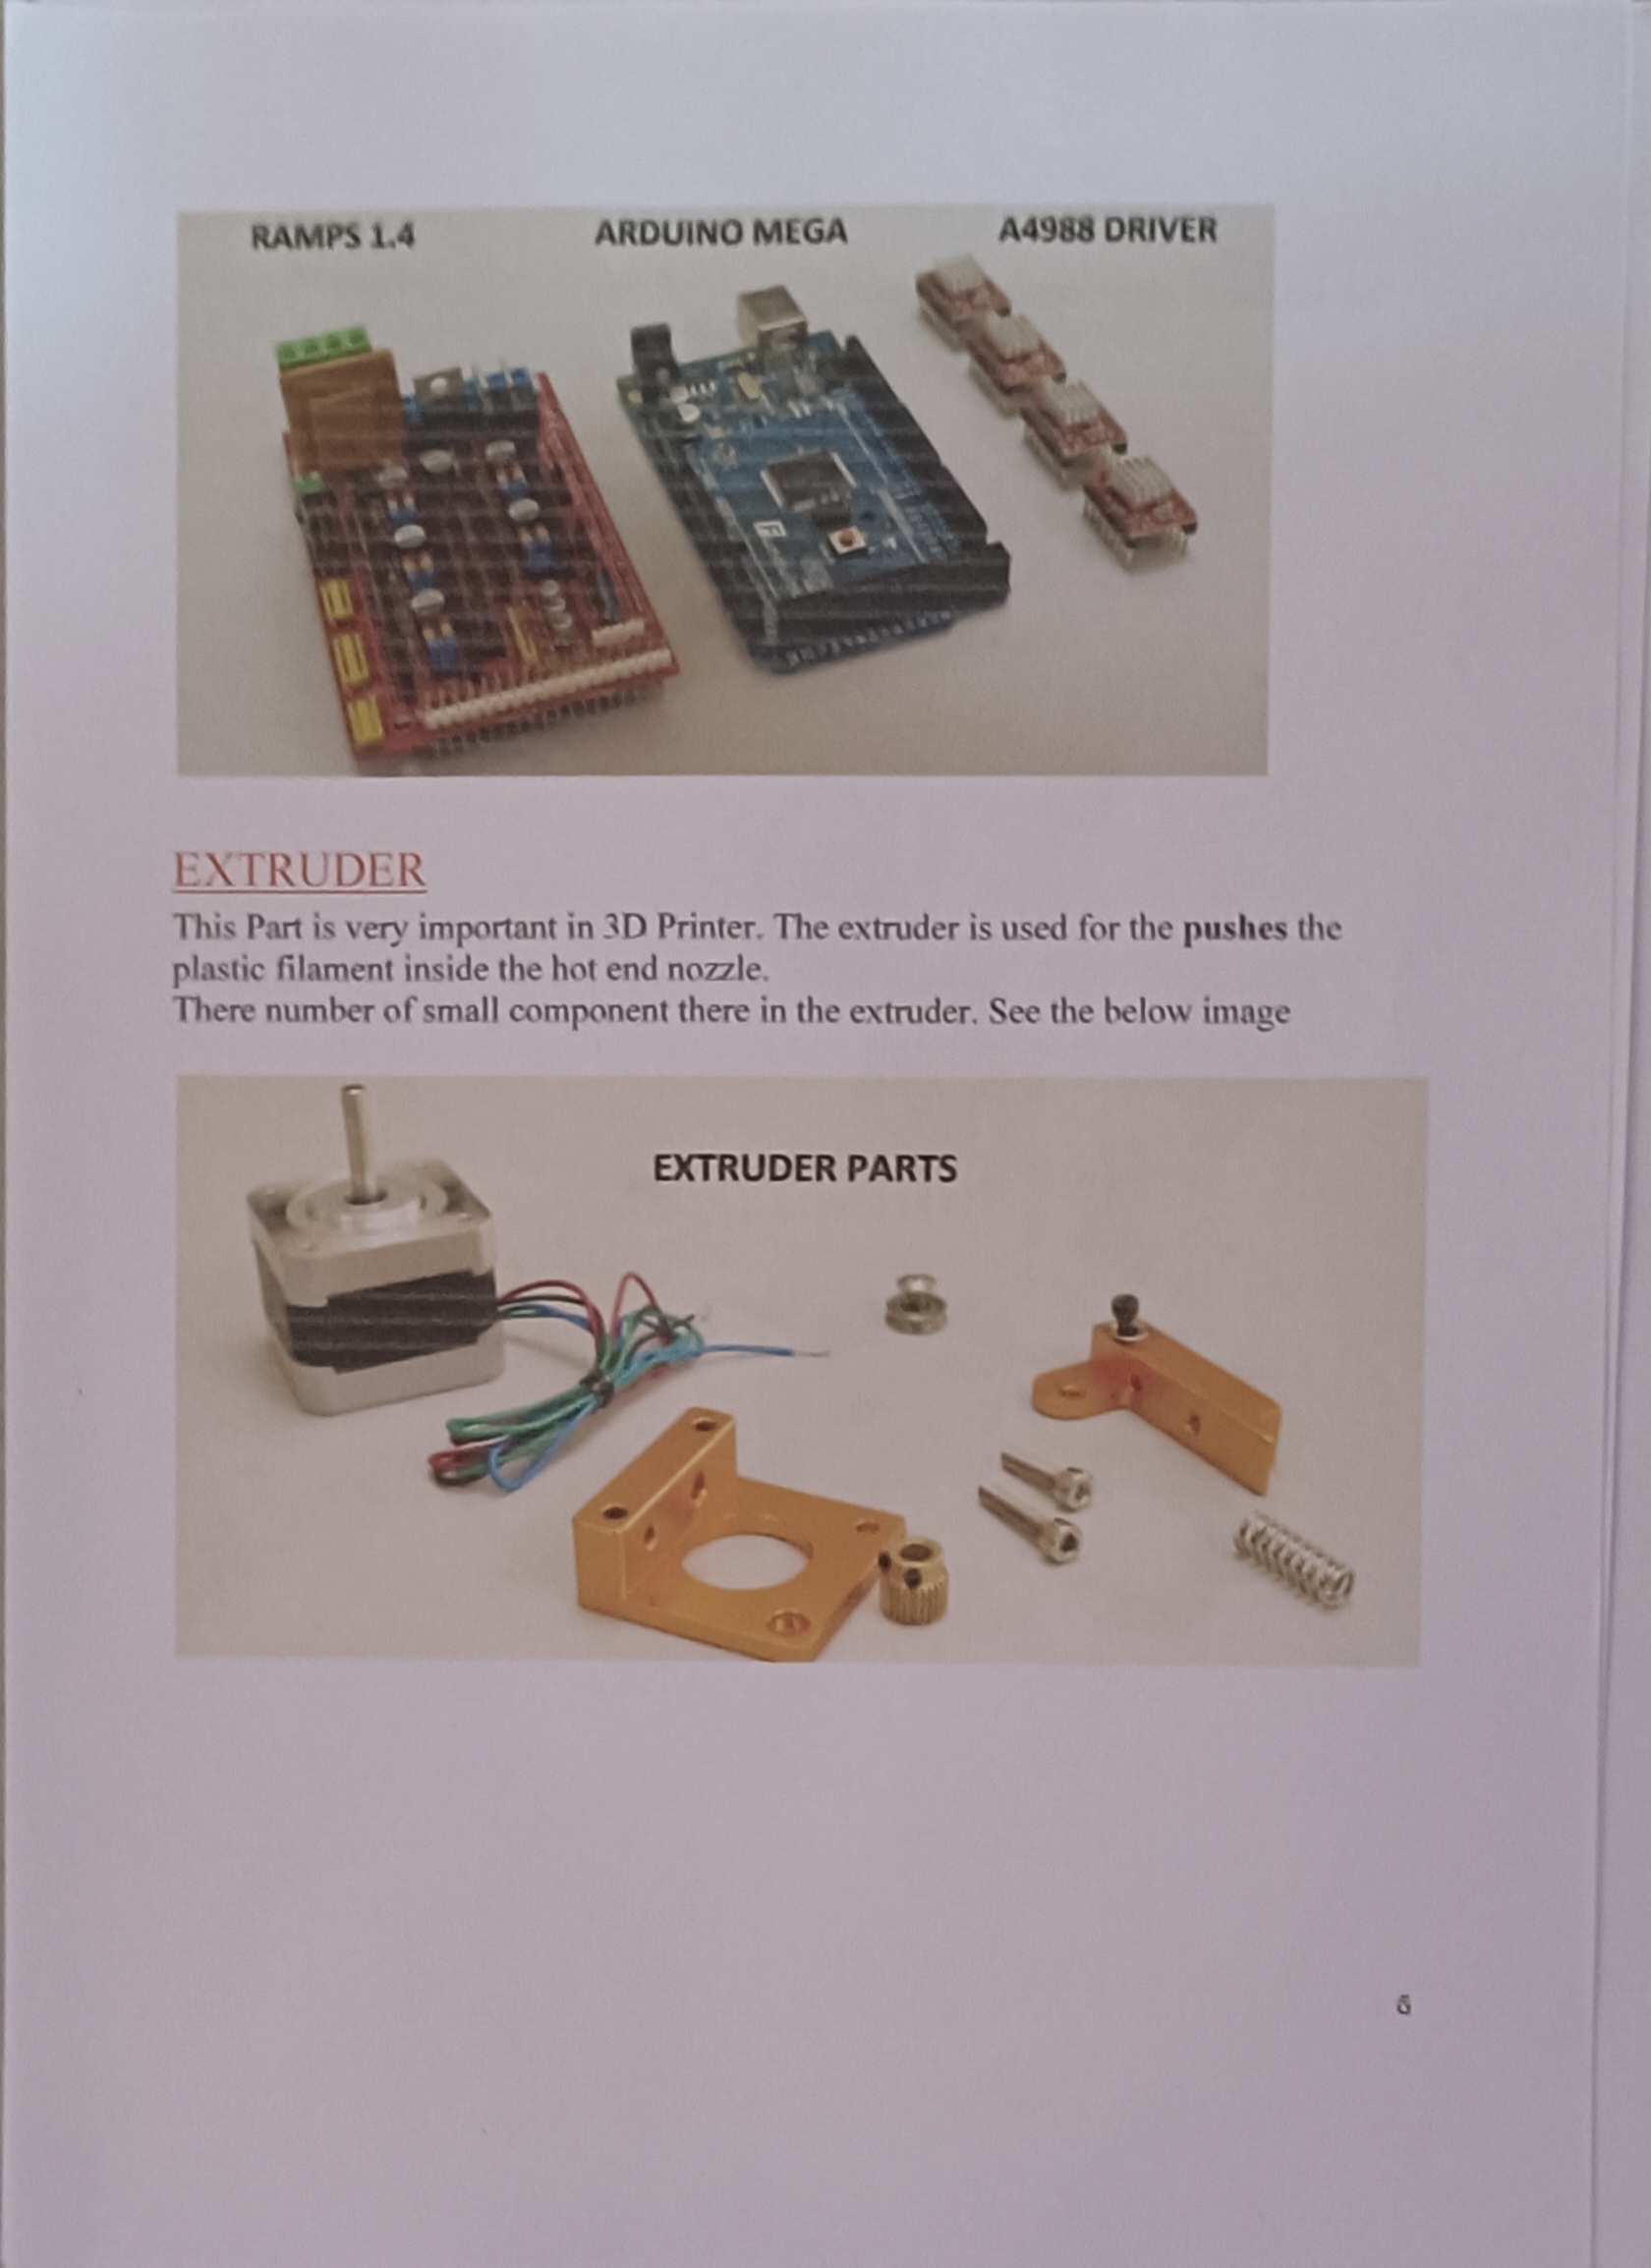 RAMPS 1.4 ARDUINO MEGA A4988 DRIVER
EXTRUDER
This Part is very important in 3D Printer. The extruder is used for the pushes the
plastic filament inside the hot end nozzle.
There number of small component there in the extruder. See the below image
EXTRUDER PARTS